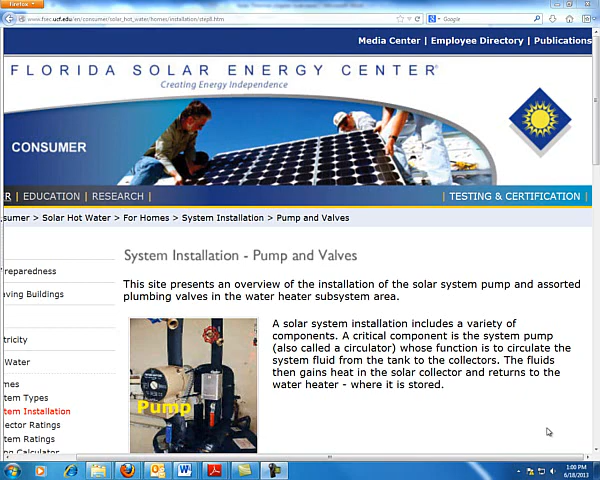 Firefox
www.fsec.ucf.edu/en/consumer/solar_hot_water/homes/installation/step8.htm
Google
Media Center | Employee Directory | Publications
FLORIDA SOLAR ENERGY CENTER®
Creating Energy Independence
CONSUMER
R | EDUCATION | RESEARCH |
| TESTING & CERTIFICATION |
sumer > Solar Hot Water > For Homes > System Installation > Pump and Valves
System Installation - Pump and Valves
reparedness
aving Buildings
This site presents an overview of the installation of the solar system pump and assorted
plumbing valves in the water heater subsystem area.
tricity
Water
mes
tem Types
tem Installation
ector Ratings
tem Ratings
ng Calculator
Pump
A solar system installation includes a variety of
components. A critical component is the system pump
(also called a circulator) whose function is to circulate the
system fluid from the tank to the collectors. The fluids
then gains heat in the solar collector and returns to the
water heater - where it is stored.
1:00 PM
6/18/2013